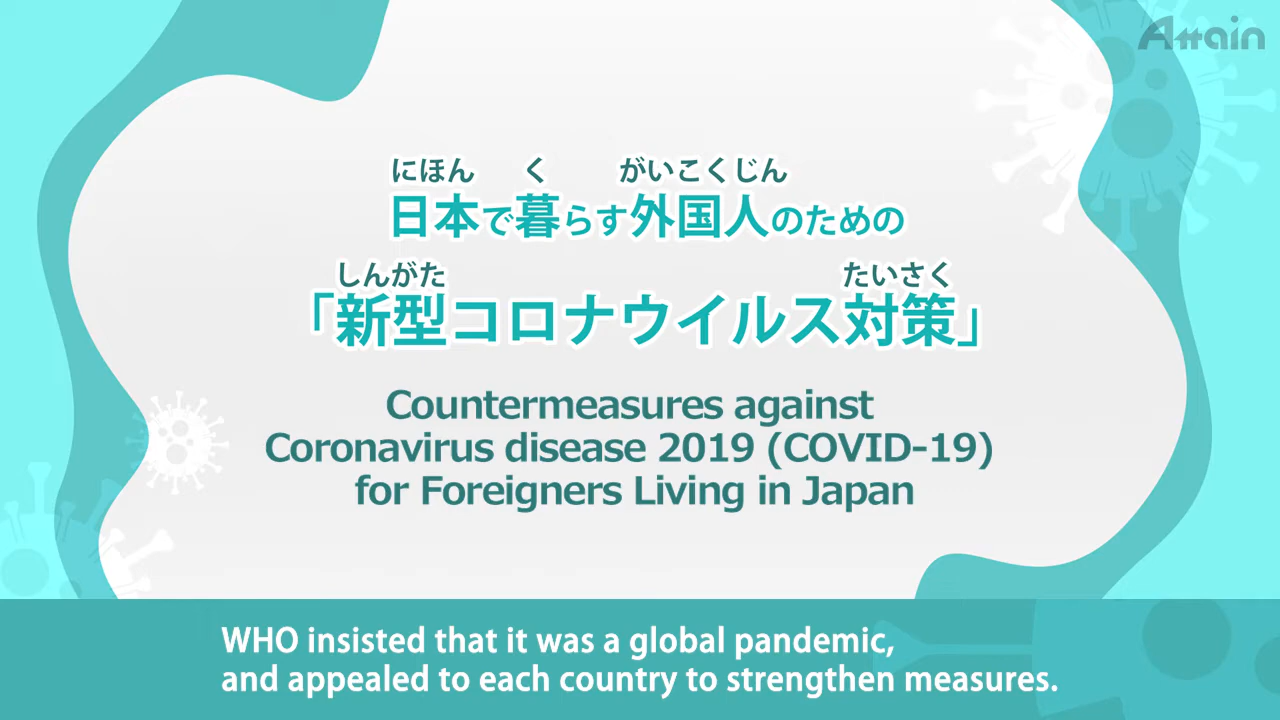 Attain
にほん く がいこくじん
日本で暮らす外国人のための
しんがた たいさく
「新型コロナウイルス対策」
Countermeasures against
Coronavirus disease 2019 (COVID-19)
for Foreigners Living in Japan
WHO insisted that it was a global pandemic,
and appealed to each country to strengthen measures.